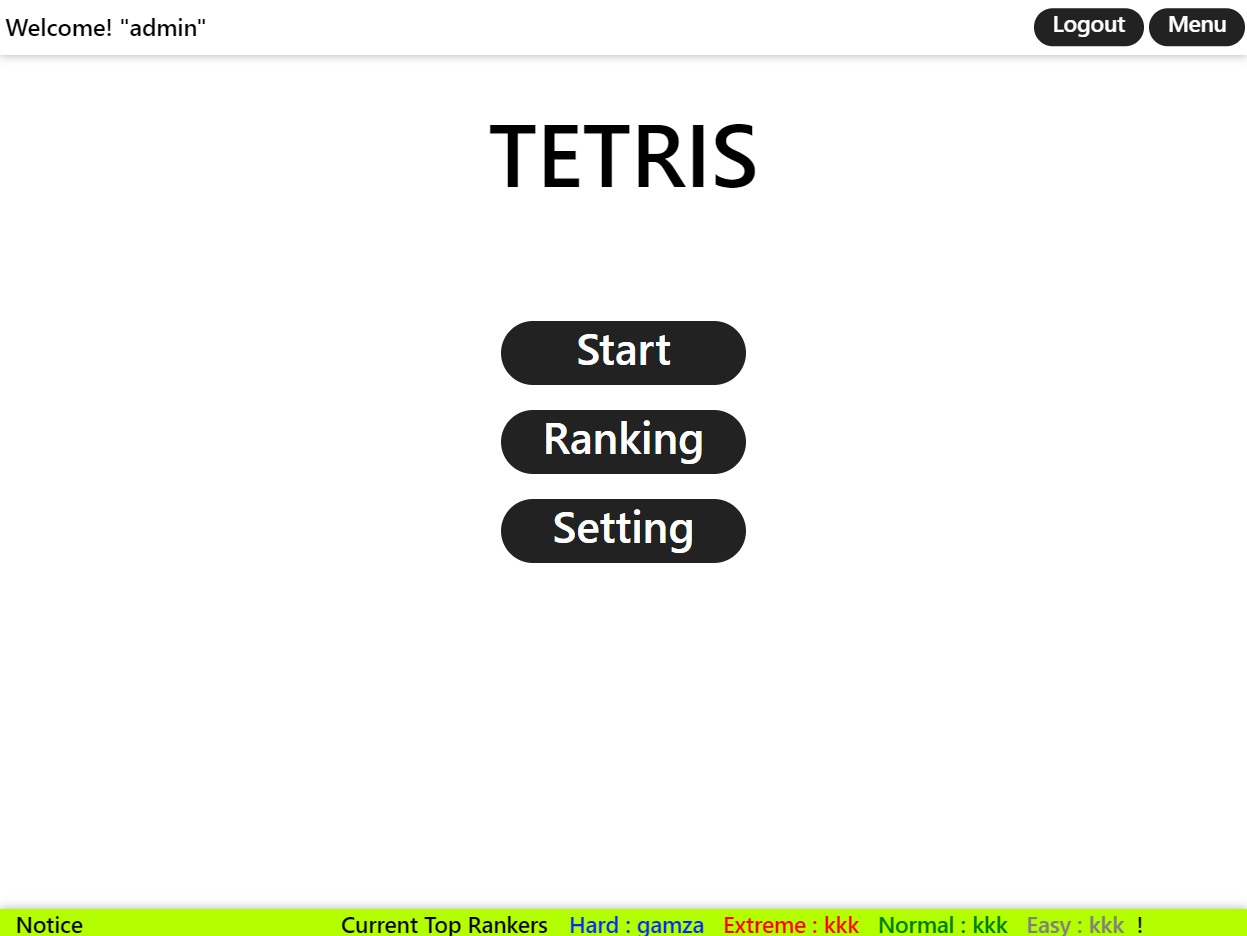 Welcome! "admin"
Logout
Menu
TETRIS
Start
Ranking
Setting
Notice
Current Top Rankers Hard : gamza Extreme : kkk Normal : kkk Easy : kkk !